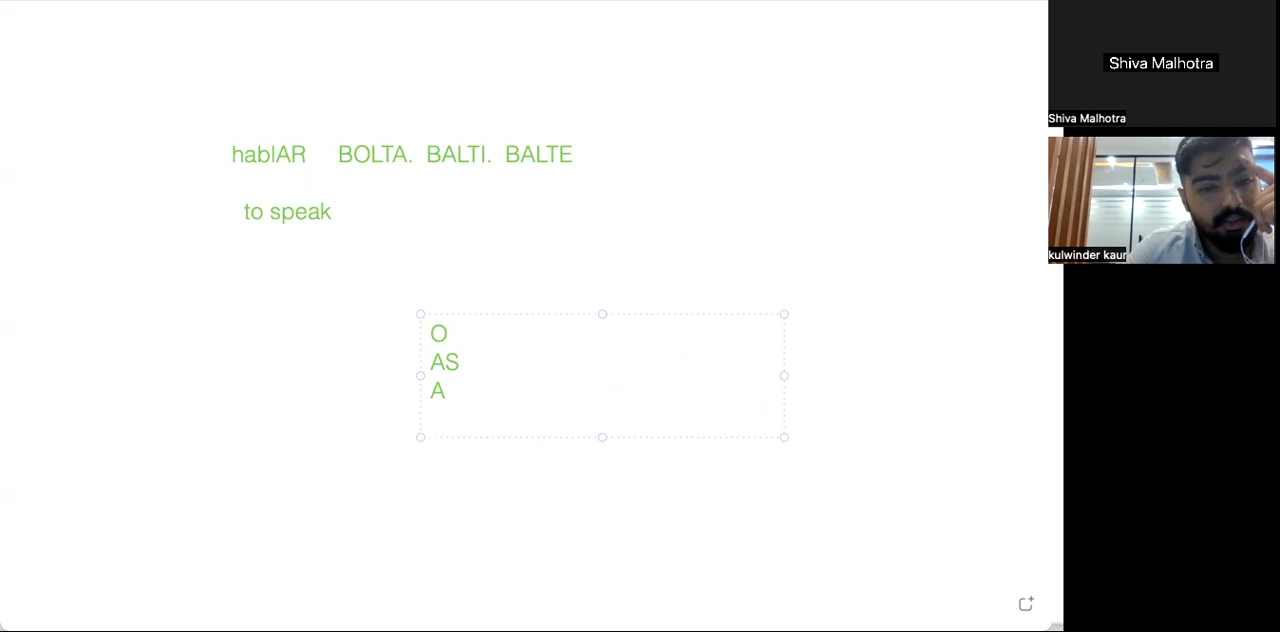 hablAR BOLTA. BALTI. BALTE
to speak
O
AS
A
Shiva Malhotra
Shiva Malhotra
kulwinder kaur